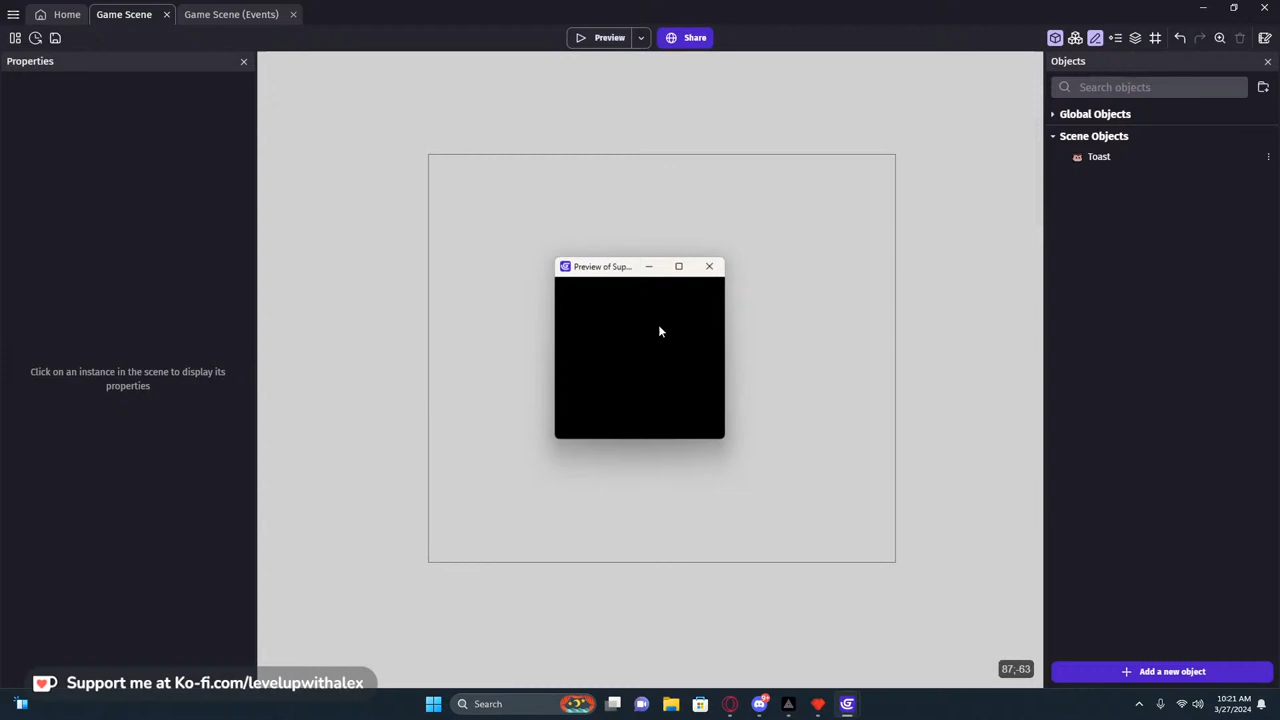 Home
Game Scene
Game Scene (Events)
Preview
Share
Properties
Objects
Search objects
Global Objects
Scene Objects
Toast
Preview of Sup...
Click on an instance in the scene to display its
properties
87;-63
Add a new object
Support me at Ko-fi.com/levelupwithalex
Search
9+
10:21 AM
3/27/2024